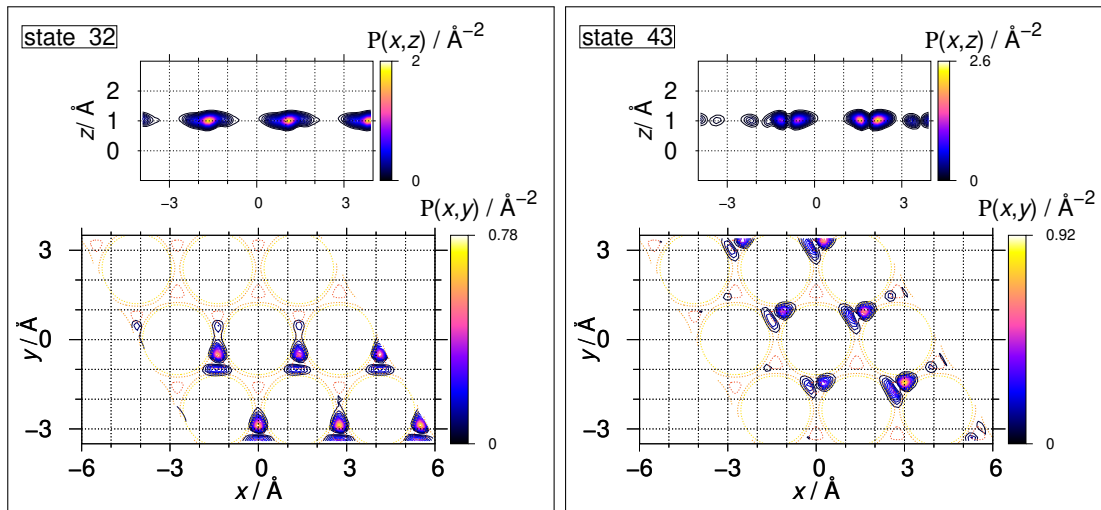 state 32
P(x,z) / Å⁻²
2
0
z/ Å
2
1
0
−3 0 3
P(x,y) / Å⁻²
0.78
0
y/ Å
3
0
−3
−6 −3 0 3 6
x/ Å
state 43
P(x,z) / Å⁻²
2.6
0
z/ Å
2
1
0
−3 0 3
P(x,y) / Å⁻²
0.92
0
y/ Å
3
0
−3
−6 −3 0 3 6
x/ Å